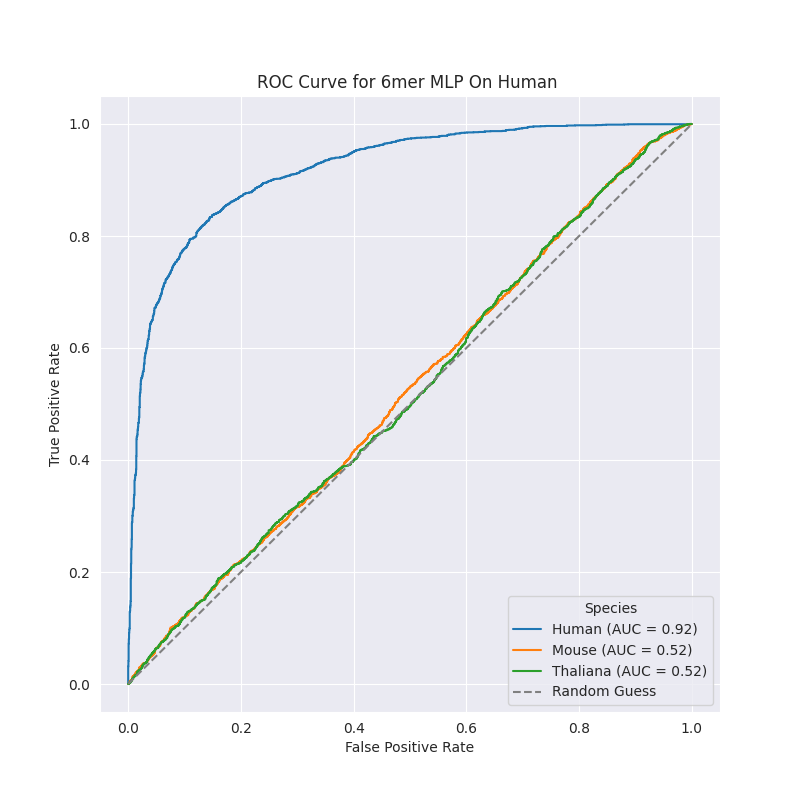 ROC Curve for 6mer MLP On Human
True Positive Rate
1.0
0.8
0.6
0.4
0.2
0.0
0.0 0.2 0.4 0.6 0.8 1.0
False Positive Rate
Species
Human (AUC = 0.92)
Mouse (AUC = 0.52)
Thaliana (AUC = 0.52)
Random Guess